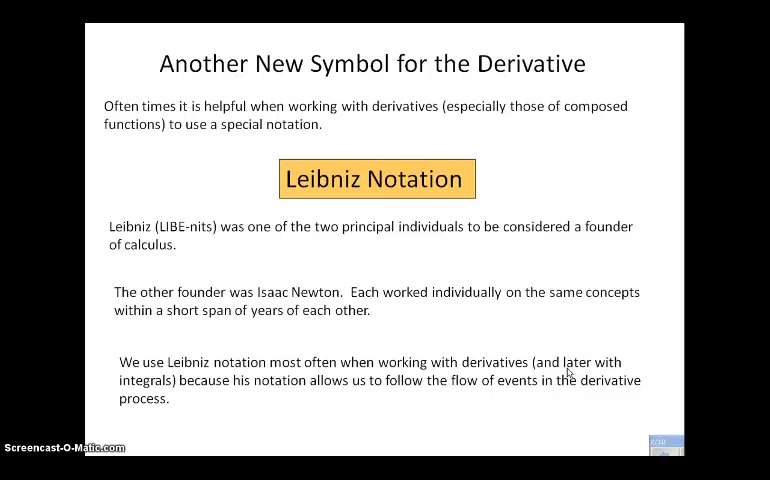 Another New Symbol for the Derivative
Often times it is helpful when working with derivatives (especially those of composed
functions) to use a special notation.
Leibniz Notation
Leibniz (LIBE-nits) was one of the two principal individuals to be considered a founder
of calculus.
The other founder was Isaac Newton.  Each worked individually on the same concepts
within a short span of years of each other.
We use Leibniz notation most often when working with derivatives (and later with
integrals) because his notation allows us to follow the flow of events in the derivative
process.
Screencast-O-Matic.com
2/10